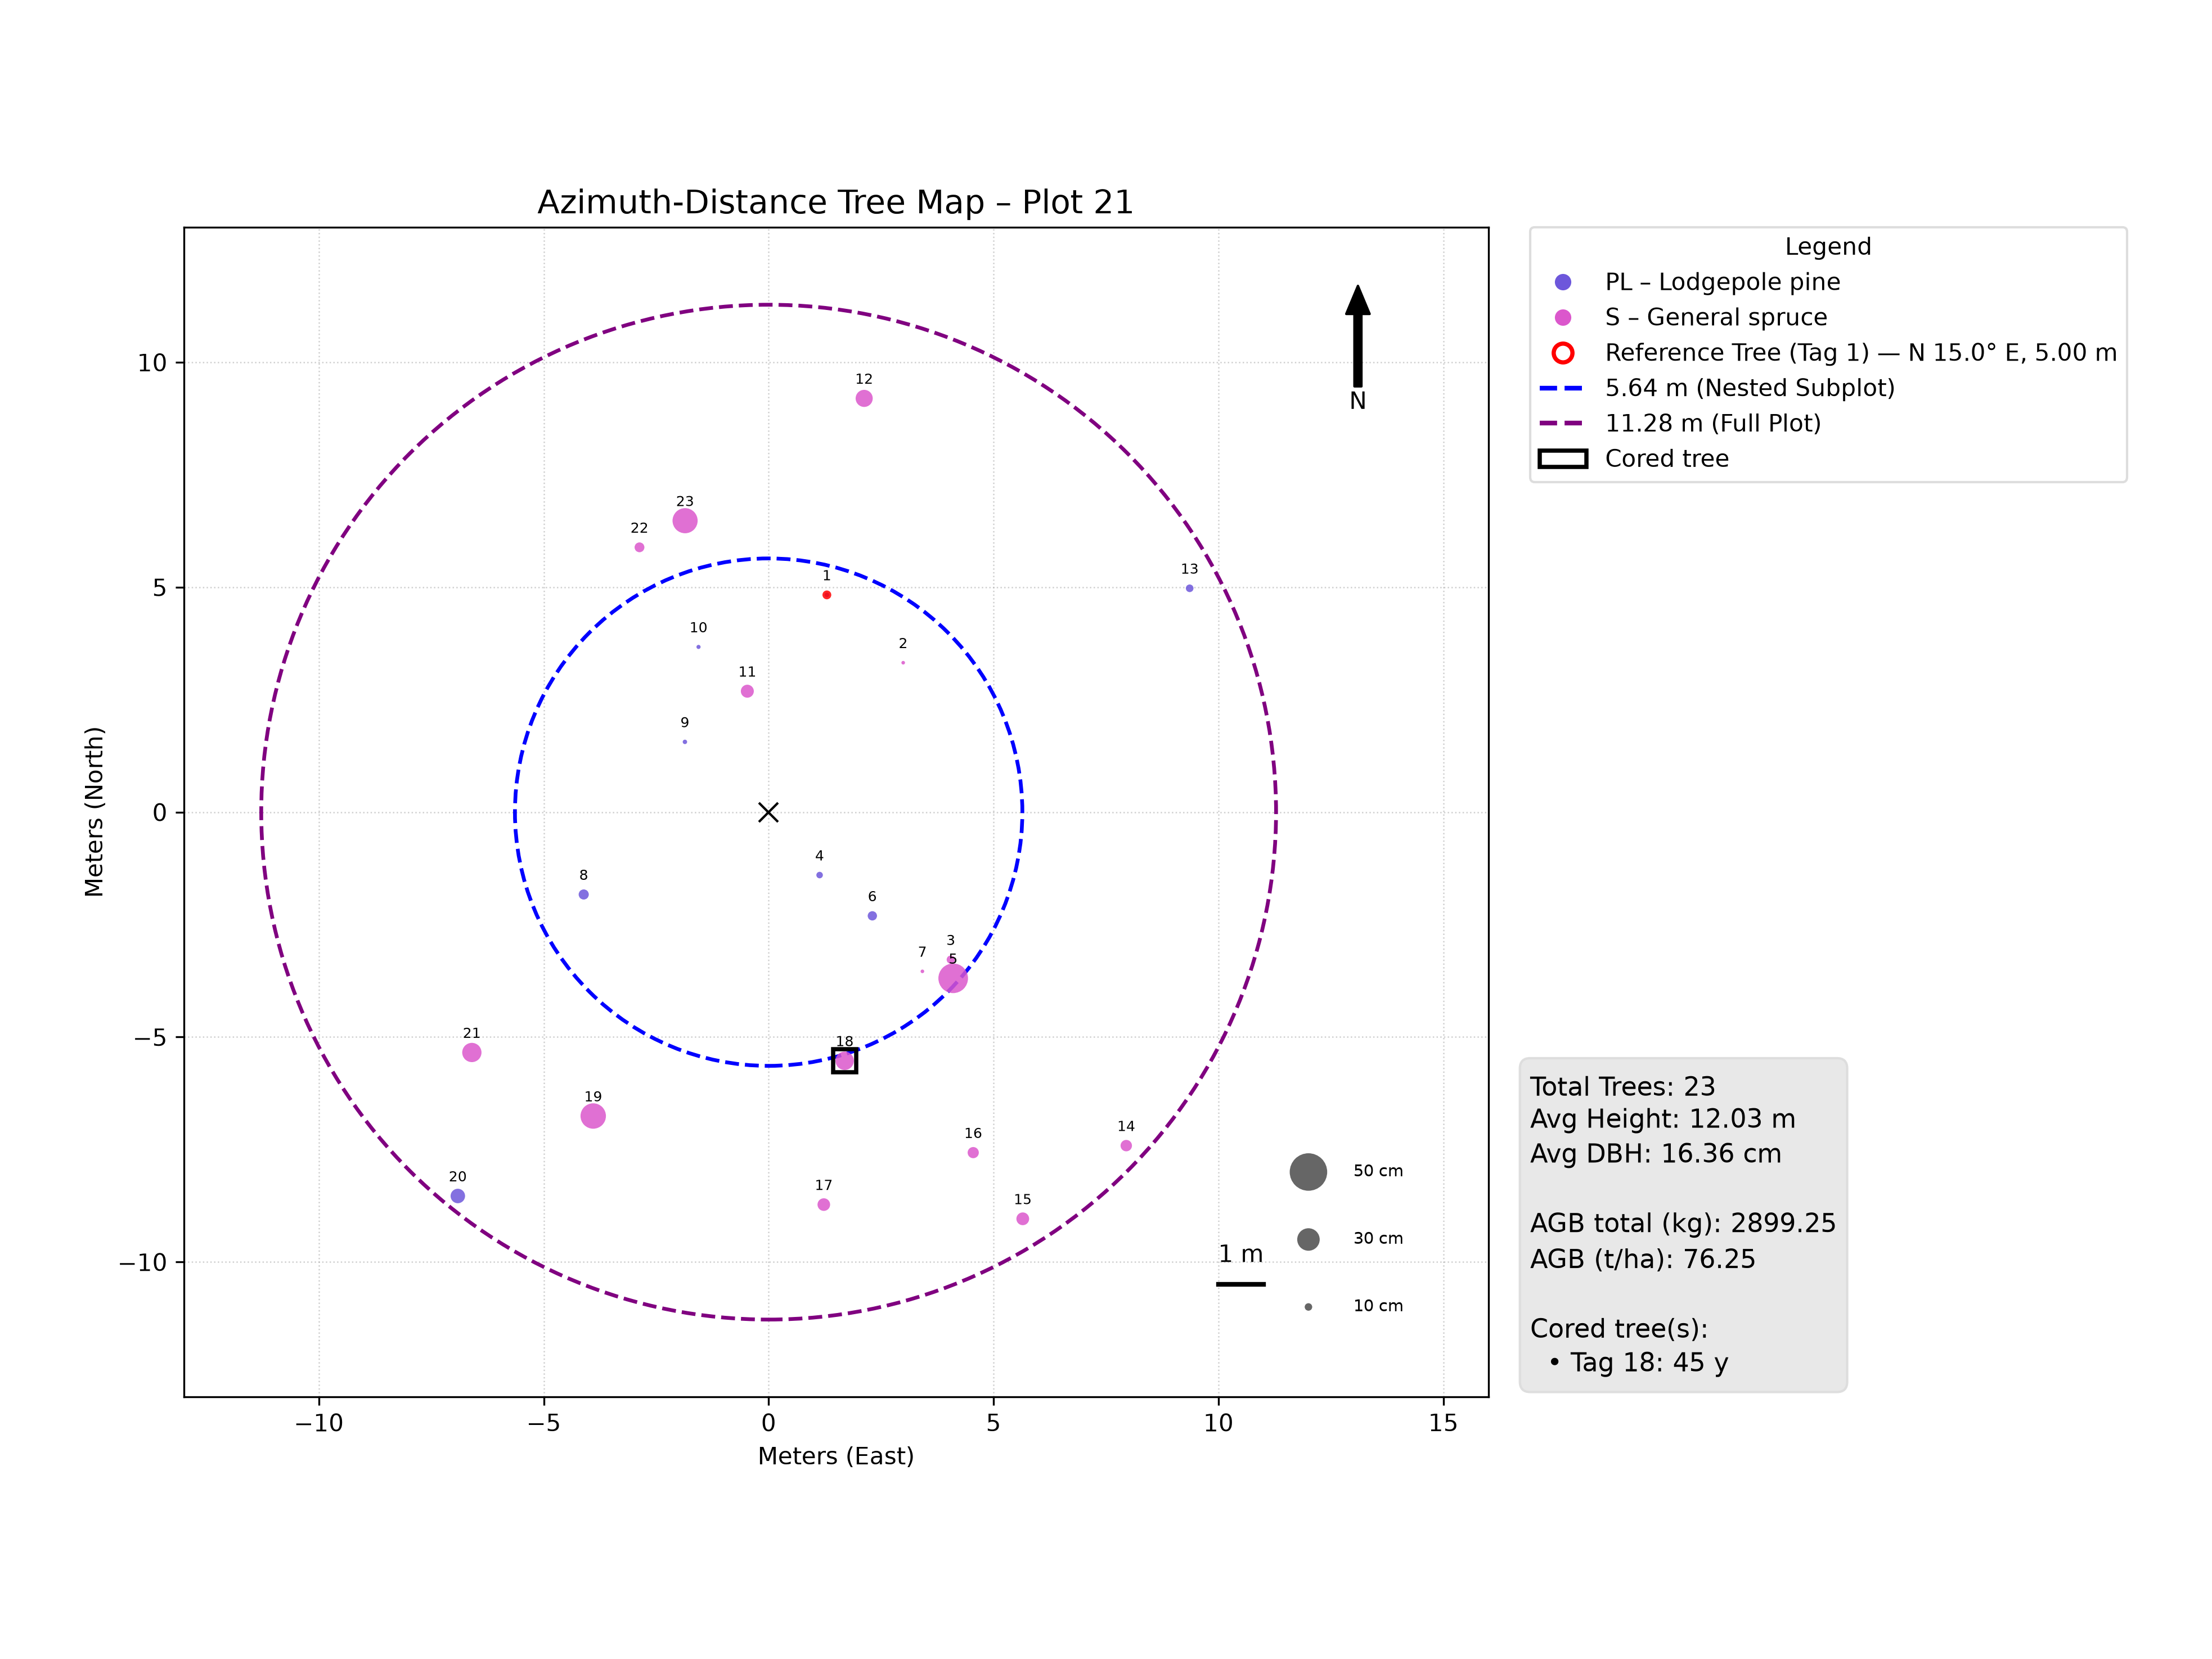 Azimuth-Distance Tree Map – Plot 21
Legend
PL – Lodgepole pine
S – General spruce
Reference Tree (Tag 1) — N 15.0° E, 5.00 m
5.64 m (Nested Subplot)
11.28 m (Full Plot)
Cored tree
N
12
23
22
13
1
10
2
11
9
4
8
6
3
7
5
18
21
19
16
14
20
17
15
50 cm
30 cm
10 cm
1 m
10
5
0
−5
−10
Meters (North)
−10
−5
0
5
10
15
Meters (East)
Total Trees: 23
Avg Height: 12.03 m
Avg DBH: 16.36 cm
AGB total (kg): 2899.25
AGB (t/ha): 76.25
Cored tree(s):
• Tag 18: 45 y